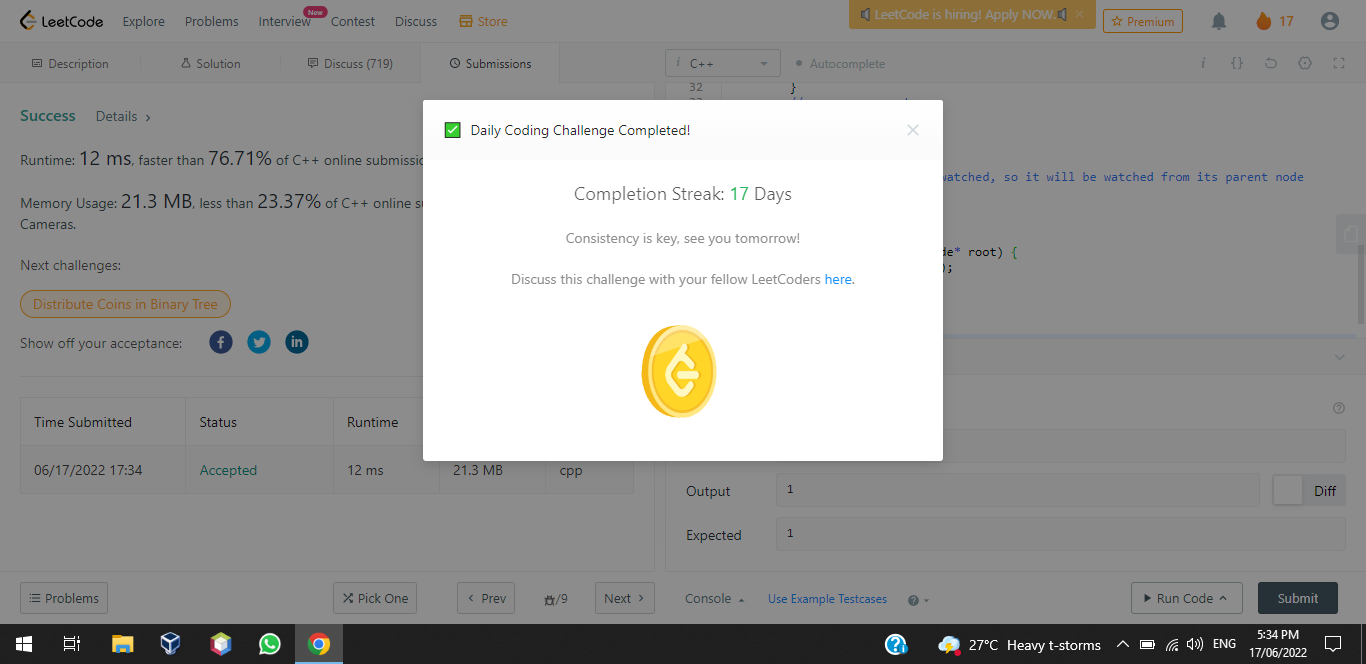 LeetCode Explore Problems Interview New Contest Discuss Store LeetCode is hiring! Apply NOW. Premium 17
Description Solution Discuss (719) Submissions i C++ Autocomplete
32 }
Success Details
Daily Coding Challenge Completed!
Runtime: 12 ms, faster than 76.71% of C++ online
Completion Streak: 17 Days
watched, so it will be watched from its parent node
Memory Usage: 21.3 MB, less than 23.37% of C++ online
Cameras.
Consistency is key, see you tomorrow!
* root) {
);
Next challenges:
Discuss this challenge with your fellow LeetCoders here.
Distribute Coins in Binary Tree
Show off your acceptance:
Time Submitted Status Runtime
06/17/2022 17:34 Accepted 12 ms 21.3 MB cpp
Output 1 Diff
Expected 1
Problems Pick One Prev /9 Next Console Use Example Testcases Run Code Submit
27°C Heavy t-storms ENG 5:34 PM
17/06/2022